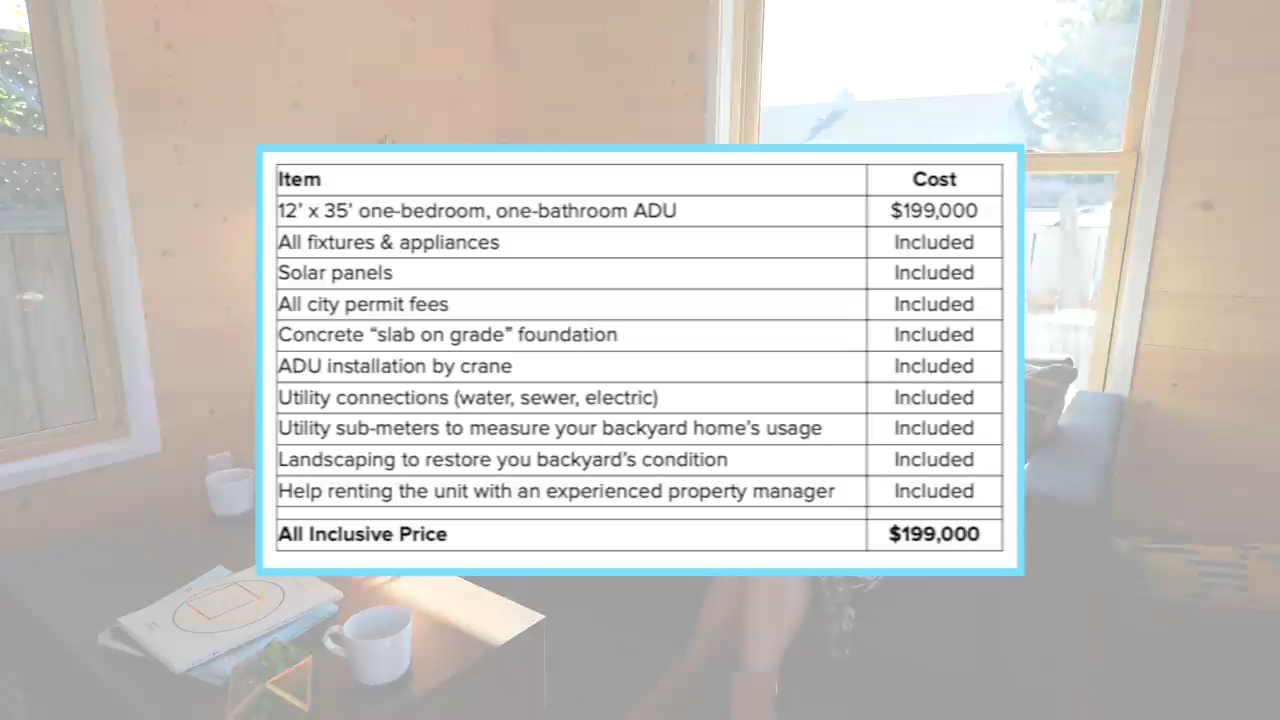 Item Cost
12' x 35' one-bedroom, one-bathroom ADU $199,000
All fixtures & appliances Included
Solar panels Included
All city permit fees Included
Concrete “slab on grade” foundation Included
ADU installation by crane Included
Utility connections (water, sewer, electric) Included
Utility sub-meters to measure your backyard home's usage Included
Landscaping to restore you backyard's condition Included
Help renting the unit with an experienced property manager Included
All Inclusive Price $199,000